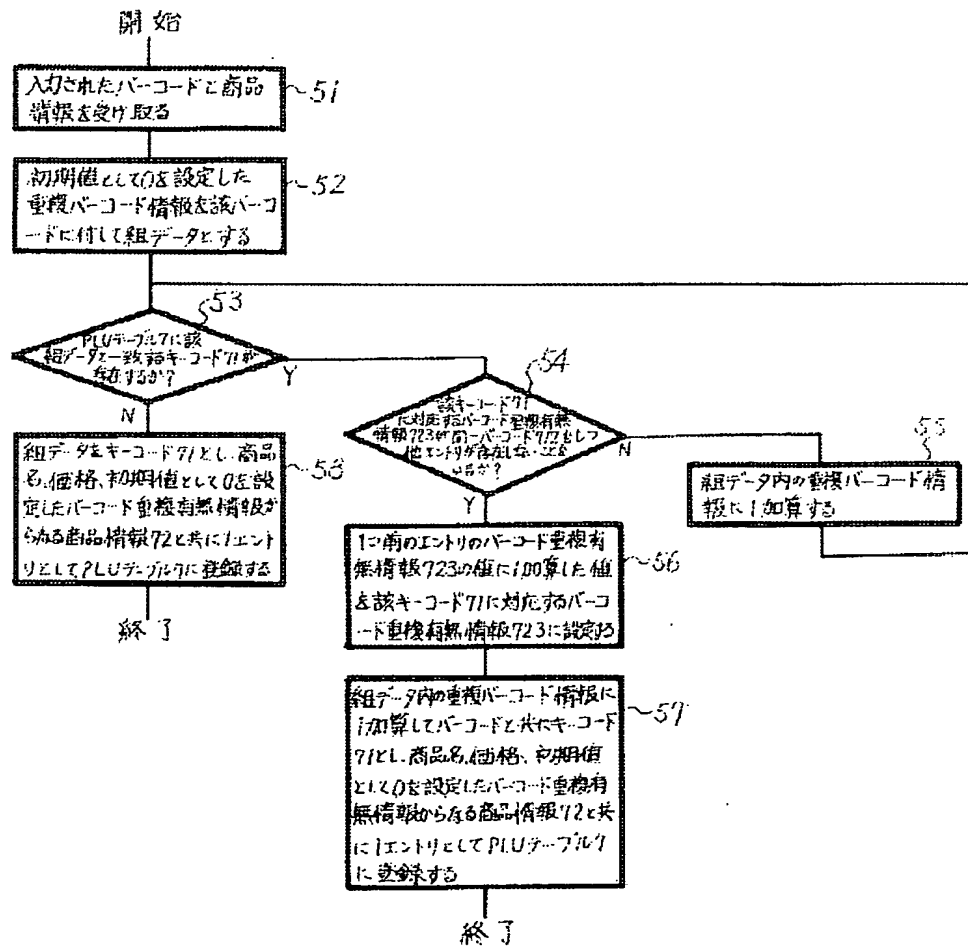 開始
入力されたバーコードと商品
情報を受け取る
51
初期値として0を設定した
重複バーコード情報を該バーコ
ードに付して組データとする
52
53
PLUテーブル7に該
組データと一致するキーコード71が
存在するか?
Y
N
54
該キーコード71
に対応するバーコード重複有無
情報723が同一バーコード712をもつ
他エントリが存在しないことを
N
Y
55
組データ内の重複バーコード情
報に1加算する
組データをキーコード71とし、商品
名、価格、初期値として0を設
定したバーコード重複有無情報か
らなる商品情報72と共に1エント
リとしてPLUテーブル7に登録する
58
終了
1つ前のエントリのバーコード重複有
無情報723の値に1加算した値
を該キーコード71に対応するバーコ
ード重複有無情報723に設定する
56
組データ内の重複バーコード情報に
1加算してバーコードと共にキーコード
71とし、商品名、価格、初期値
として0を設定したバーコード重複有
無情報からなる商品情報72と共
に1エントリとしてPLUテーブル7
に登録する
57
終了